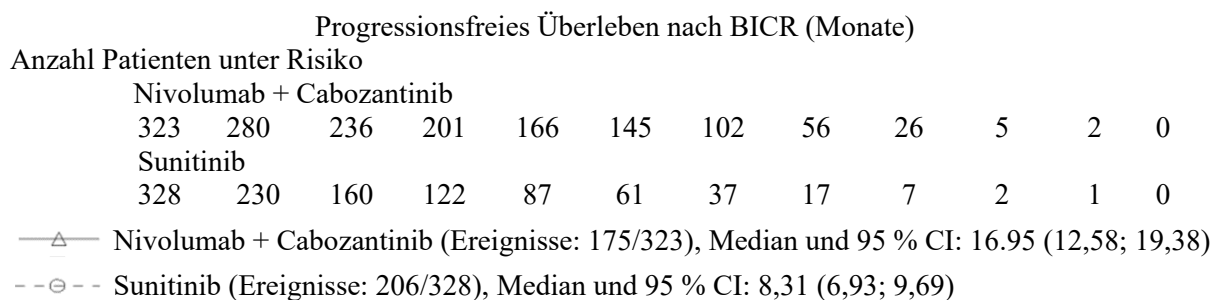 Progressionsfreies Überleben nach BICR (Monate)
Anzahl Patienten unter Risiko
Nivolumab + Cabozantinib
323 280 236 201 166 145 102 56 26 5 2 0
Sunitinib
328 230 160 122 87 61 37 17 7 2 1 0
Nivolumab + Cabozantinib (Ereignisse: 175/323), Median und 95 % CI: 16.95 (12,58; 19,38)
Sunitinib (Ereignisse: 206/328), Median und 95 % CI: 8,31 (6,93; 9,69)